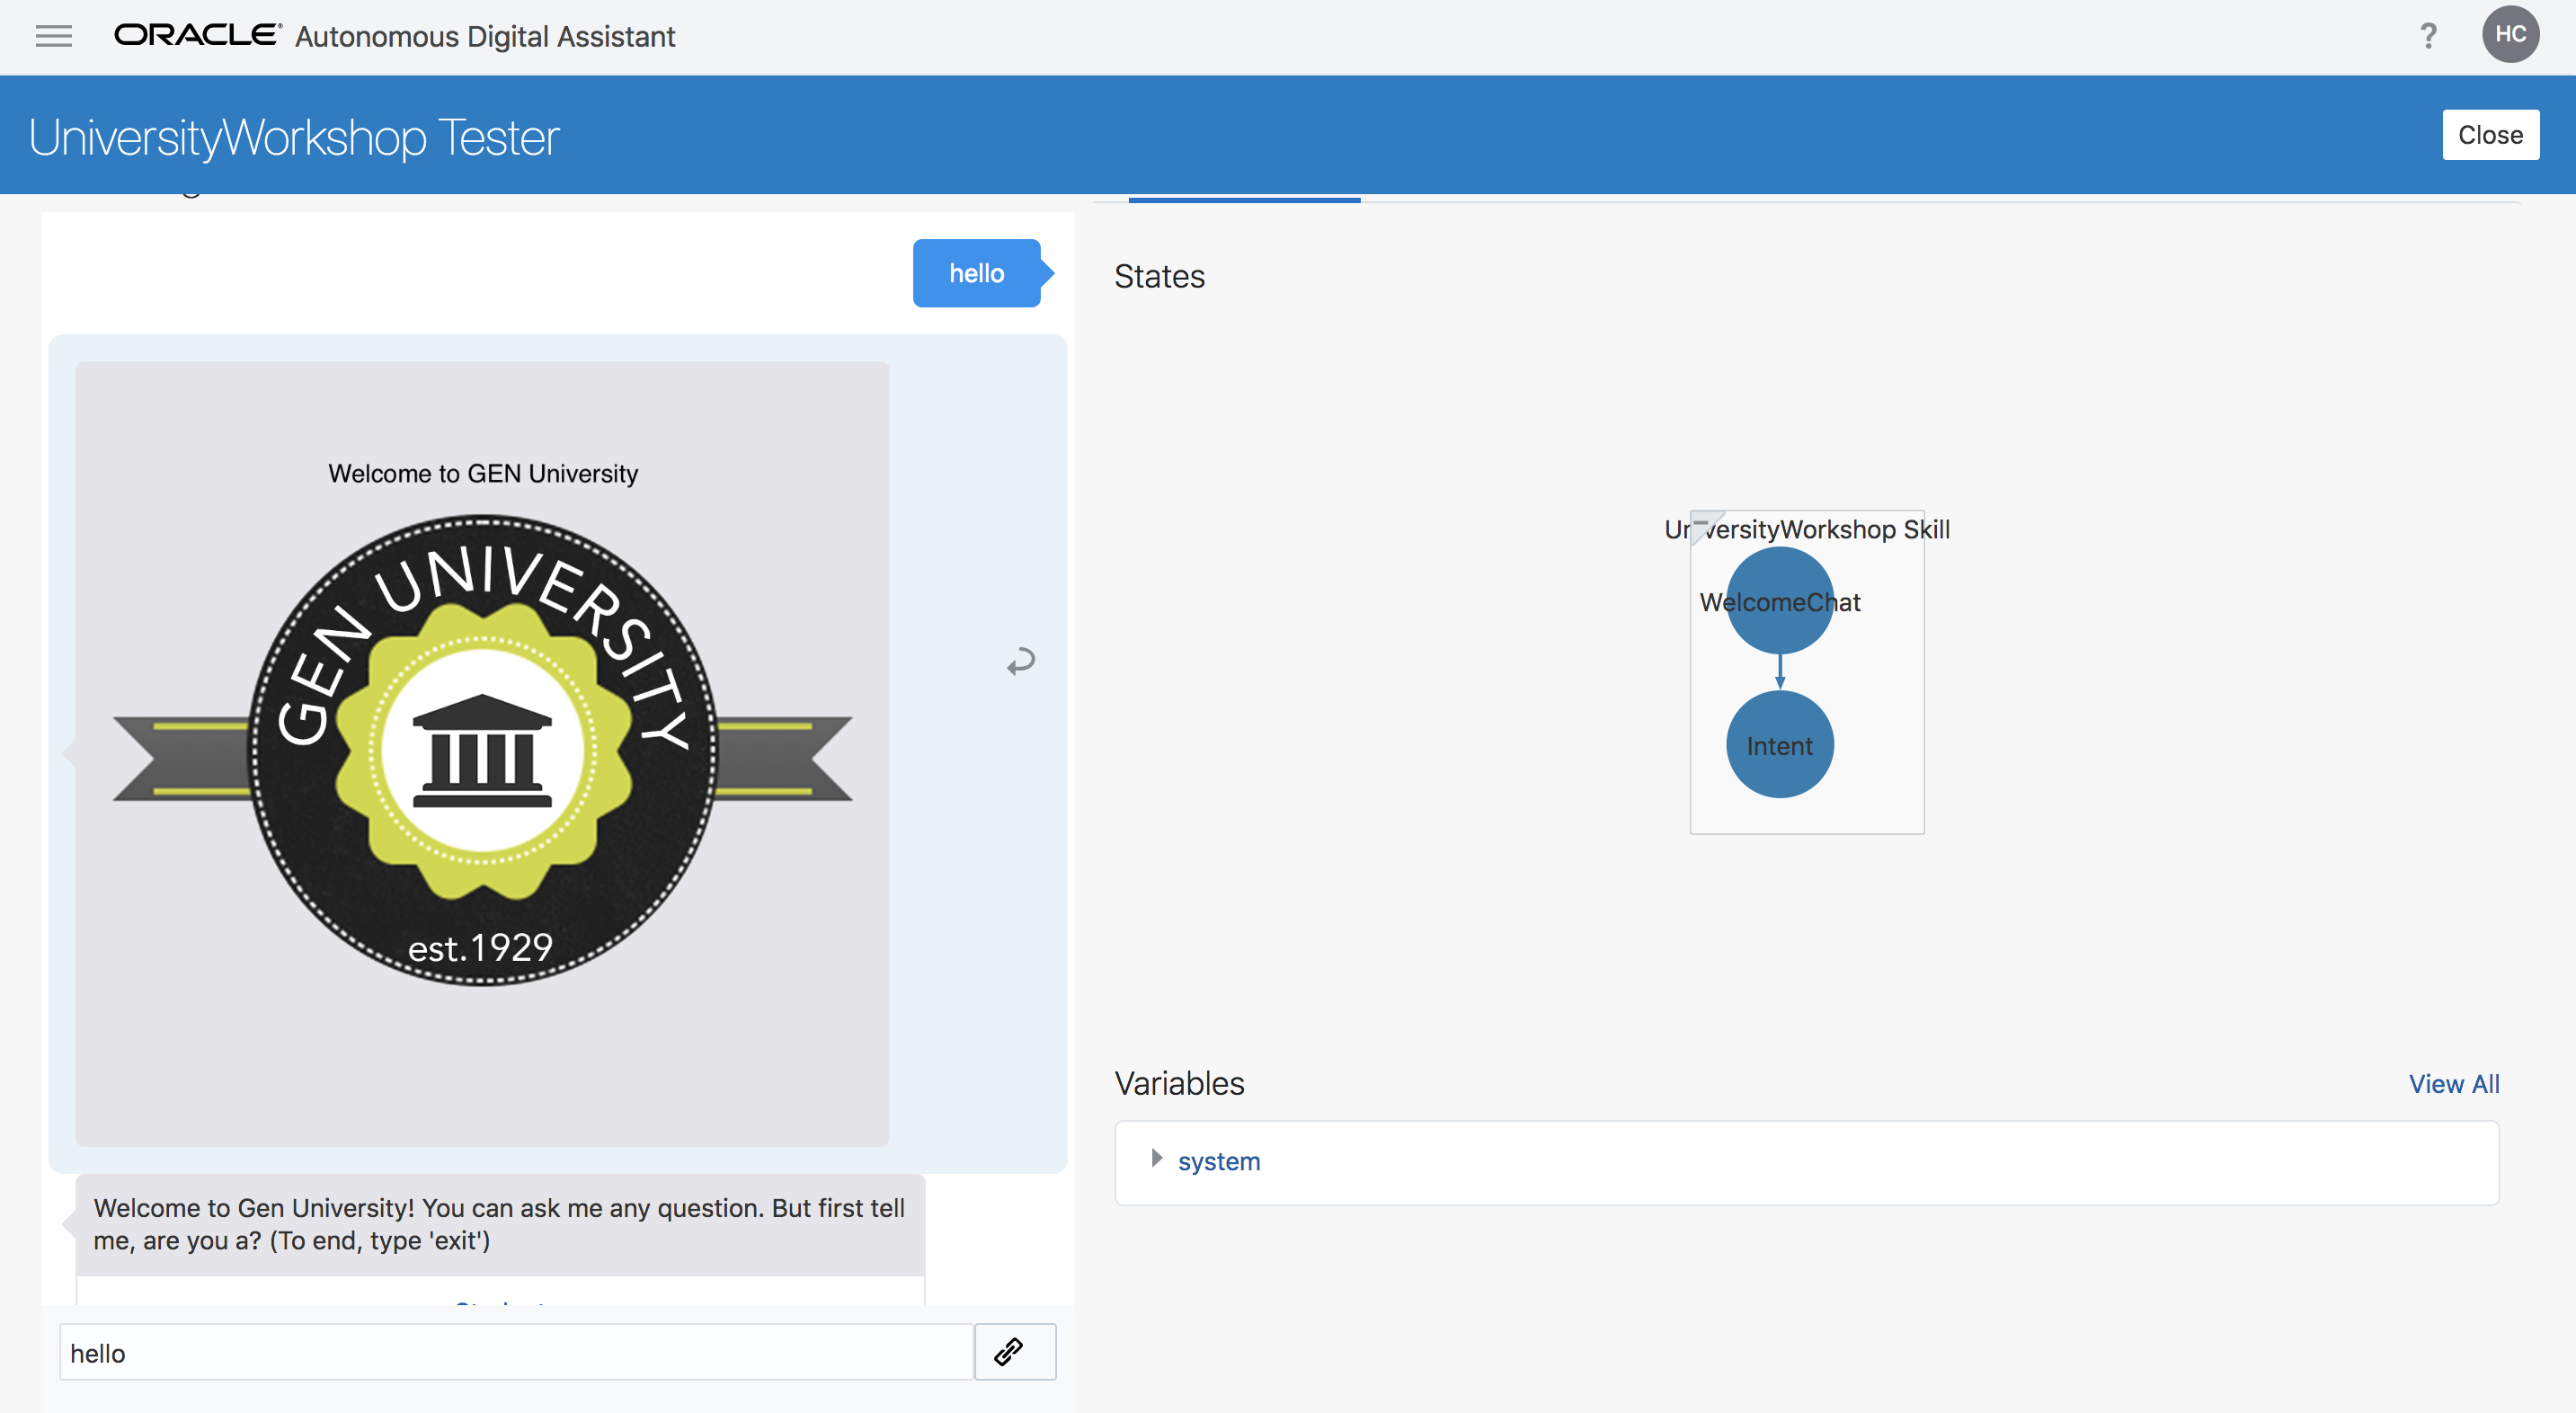 ORACLE® Autonomous Digital Assistant
?
HC
UniversityWorkshop Tester
Close
hello
Welcome to GEN University
GEN UNIVERSITY
est.1929
Welcome to Gen University! You can ask me any question. But first tell
me, are you a? (To end, type 'exit')
hello
States
UniversityWorkshop Skill
WelcomeChat
Intent
Variables
View All
system